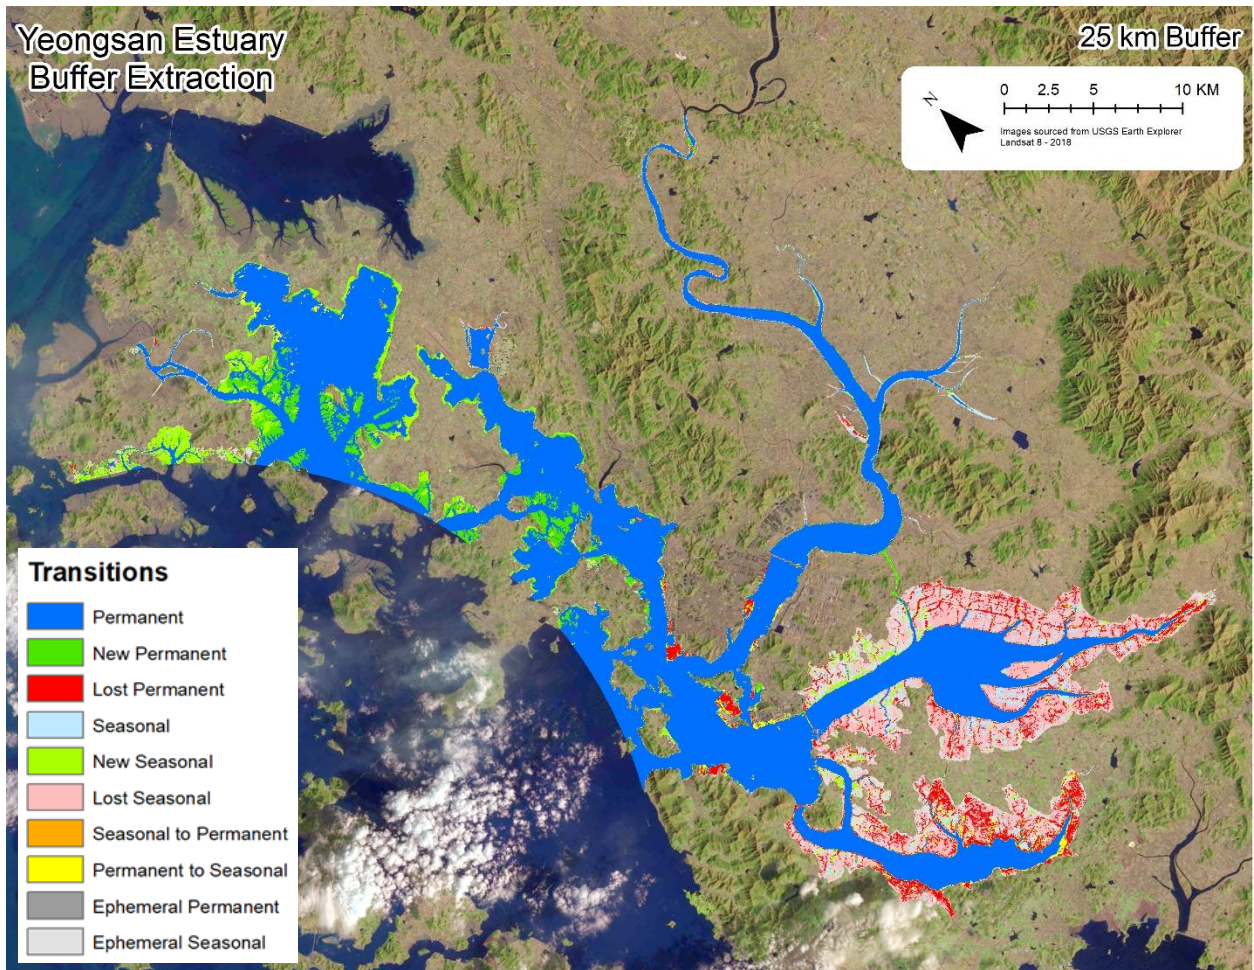 Yeongsan Estuary
Buffer Extraction
25 km Buffer
0 2.5 5 10 KM
N
Images sourced from USGS Earth Explorer
Landsat 8 - 2018
Transitions
Permanent
New Permanent
Lost Permanent
Seasonal
New Seasonal
Lost Seasonal
Seasonal to Permanent
Permanent to Seasonal
Ephemeral Permanent
Ephemeral Seasonal